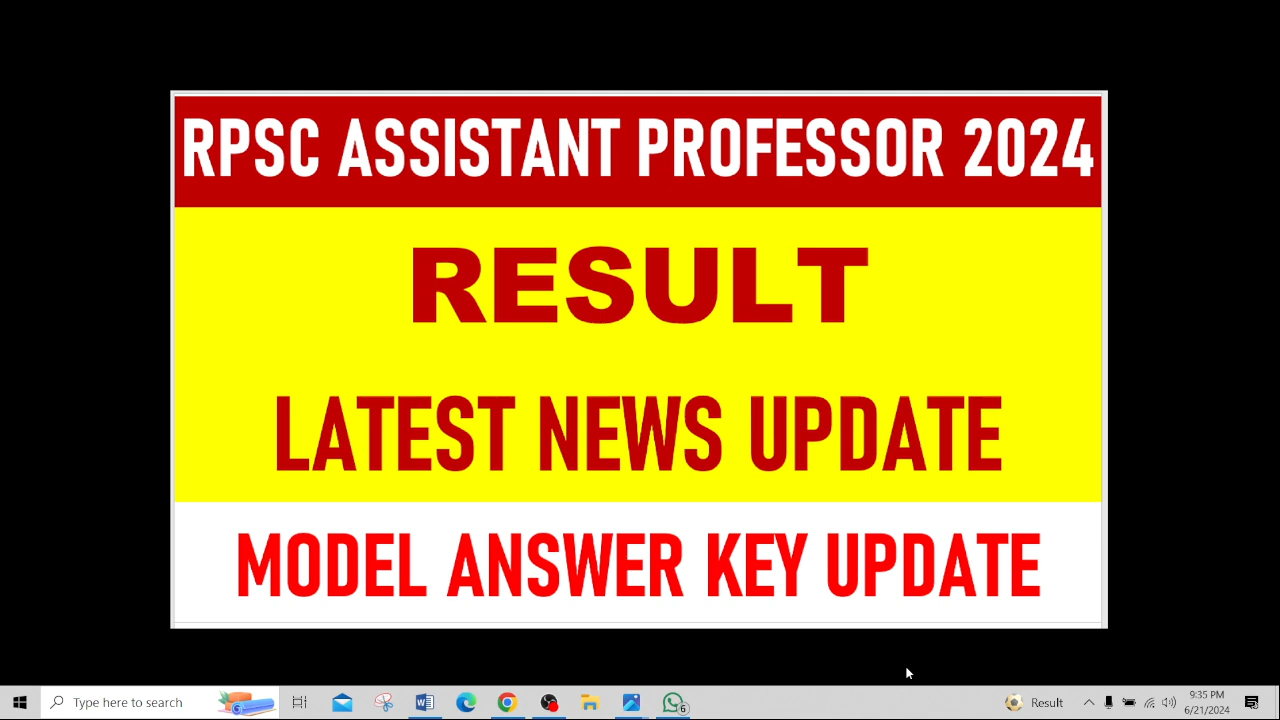 RPSC ASSISTANT PROFESSOR 2024
RESULT
LATEST NEWS UPDATE
MODEL ANSWER KEY UPDATE
Type here to search
6
Result
9:35 PM
6/21/2024